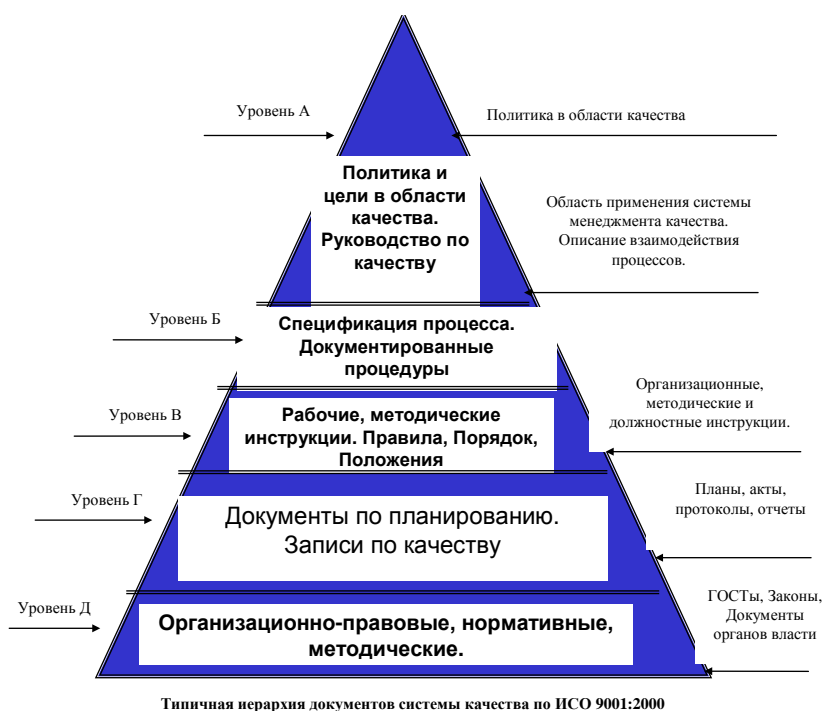 Уровень А
Политика в области качества
Политика и
цели в области
качества.
Руководство по
качеству
Область применения системы
менеджмента качества.
Описание взаимодействия
процессов.
Уровень Б
Спецификация процесса.
Документированные
процедуры
Организационные,
методические и
должностные инструкции.
Уровень В
Рабочие, методические
инструкции. Правила, Порядок,
Положения
Уровень Г
Документы по планированию.
Записи по качеству
Планы, акты,
протоколы, отчеты
Уровень Д
Организационно-правовые, нормативные,
методические.
ГОСТы, Законы,
Документы
органов власти
Типичная иерархия документов системы качества по ИСО 9001:2000